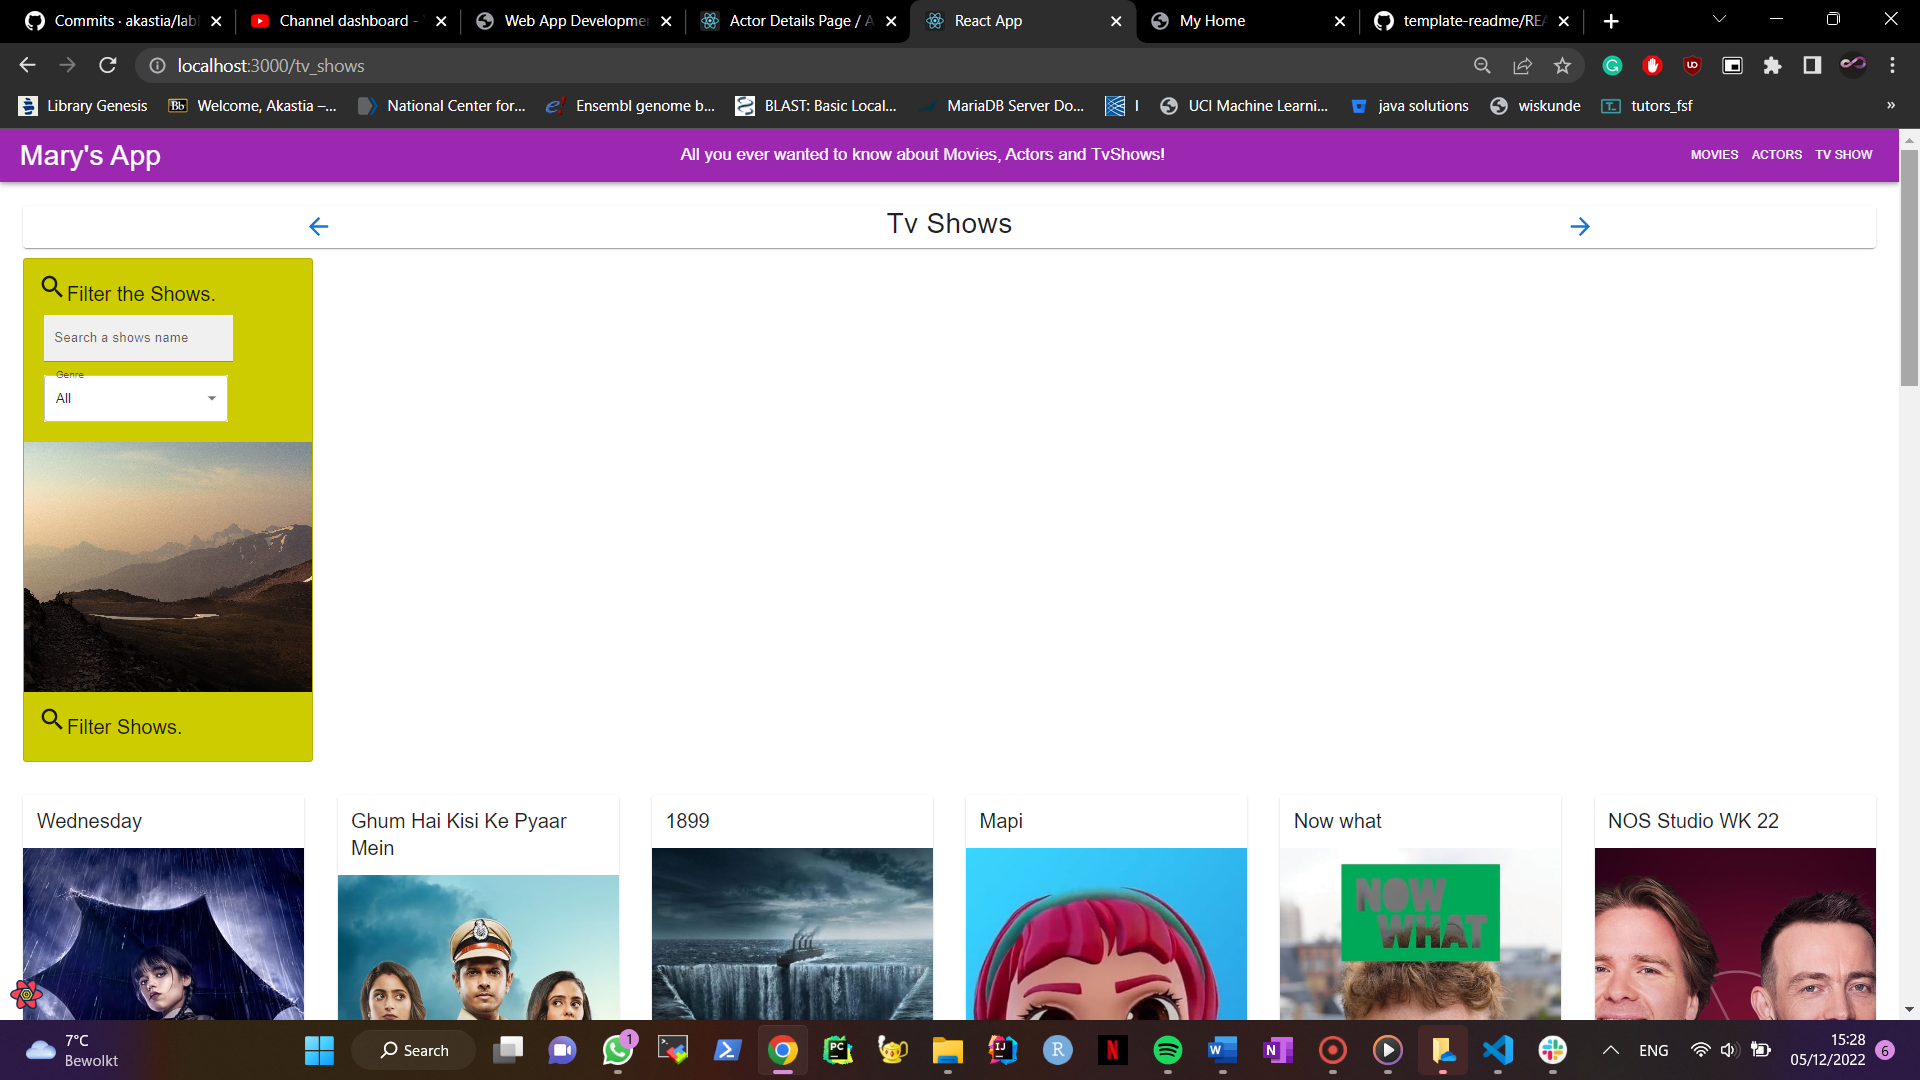 Commits · akastia/labl
Channel dashboard -
Web App Developme
Actor Details Page / A
React App
My Home
template-readme/REA
localhost:3000/tv_shows
Library Genesis
Bb Welcome, Akastia –...
National Center for...
Ensembl genome b...
BLAST: Basic Local...
MariaDB Server Do...
I
UCI Machine Learni...
java solutions
wiskunde
tutors_fsf
»
Mary's App
All you ever wanted to know about Movies, Actors and TvShows!
MOVIES ACTORS TV SHOW
Tv Shows
Filter the Shows.
Search a shows name
Genre
All
Filter Shows.
Wednesday
Ghum Hai Kisi Ke Pyaar
Mein
1899
Mapi
Now what
NOS Studio WK 22
NOW
WHAT
7°C
Bewolkt
Search
1
ENG
15:28
05/12/2022
6